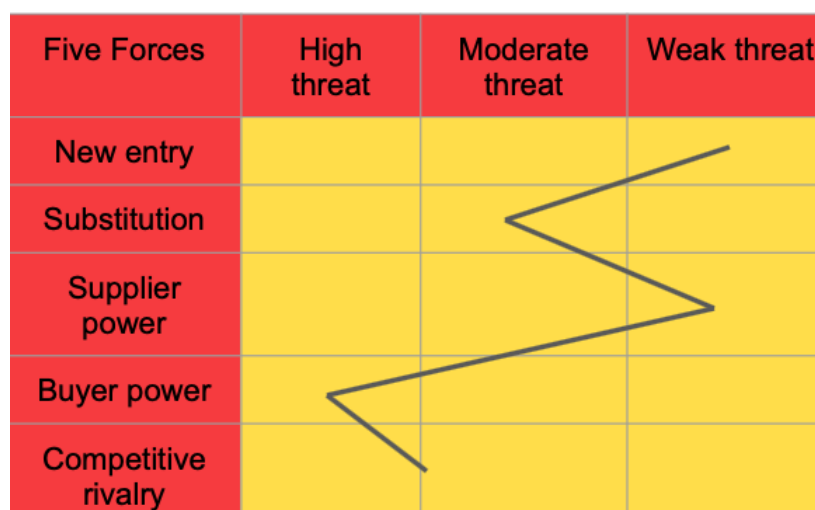 Five Forces
High
threat
Moderate
threat
Weak threat
New entry
Substitution
Supplier
power
Buyer power
Competitive
rivalry